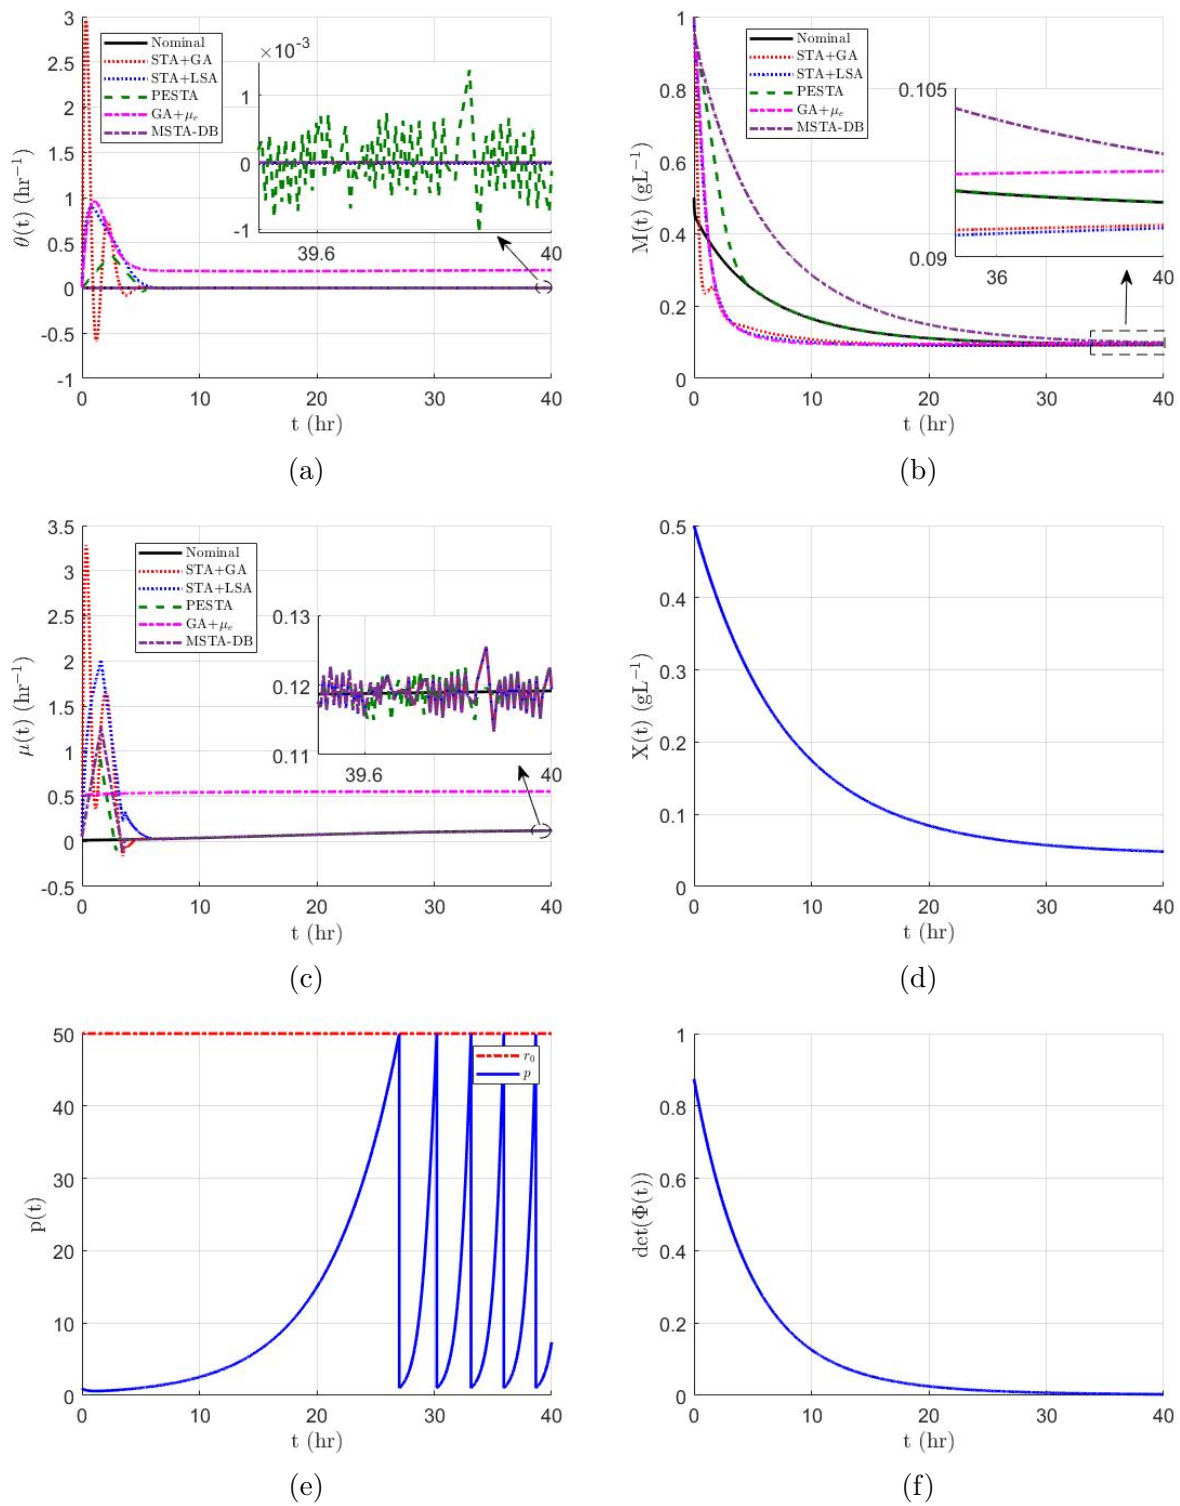 3
2.5
2
1.5
1
0.5
0
-0.5
-1
θ(t) (hr⁻¹)
Nominal
STA+GA
STA+LSA
PESTA
GA+μₑ
MSTA-DB
×10⁻³
1
0
-1
39.6
40
0
10
20
30
40
t (hr)
(a)
1
0.8
0.6
0.4
0.2
0
M(t) (gL⁻¹)
Nominal
STA+GA
STA+LSA
PESTA
GA+μₑ
MSTA-DB
0.105
0.09
36
40
0
10
20
30
40
t (hr)
(b)
3.5
3
2.5
2
1.5
1
0.5
0
-0.5
μ(t) (hr⁻¹)
Nominal
STA+GA
STA+LSA
PESTA
GA+μₑ
MSTA-DB
0.13
0.12
0.11
39.6
40
0
10
20
30
40
t (hr)
(c)
0.5
0.4
0.3
0.2
0.1
0
X(t) (gL⁻¹)
0
10
20
30
40
t (hr)
(d)
50
40
30
20
10
0
p(t)
r₀
p
0
10
20
30
40
t (hr)
(e)
1
0.8
0.6
0.4
0.2
0
det(Φ(t))
0
10
20
30
40
t (hr)
(f)